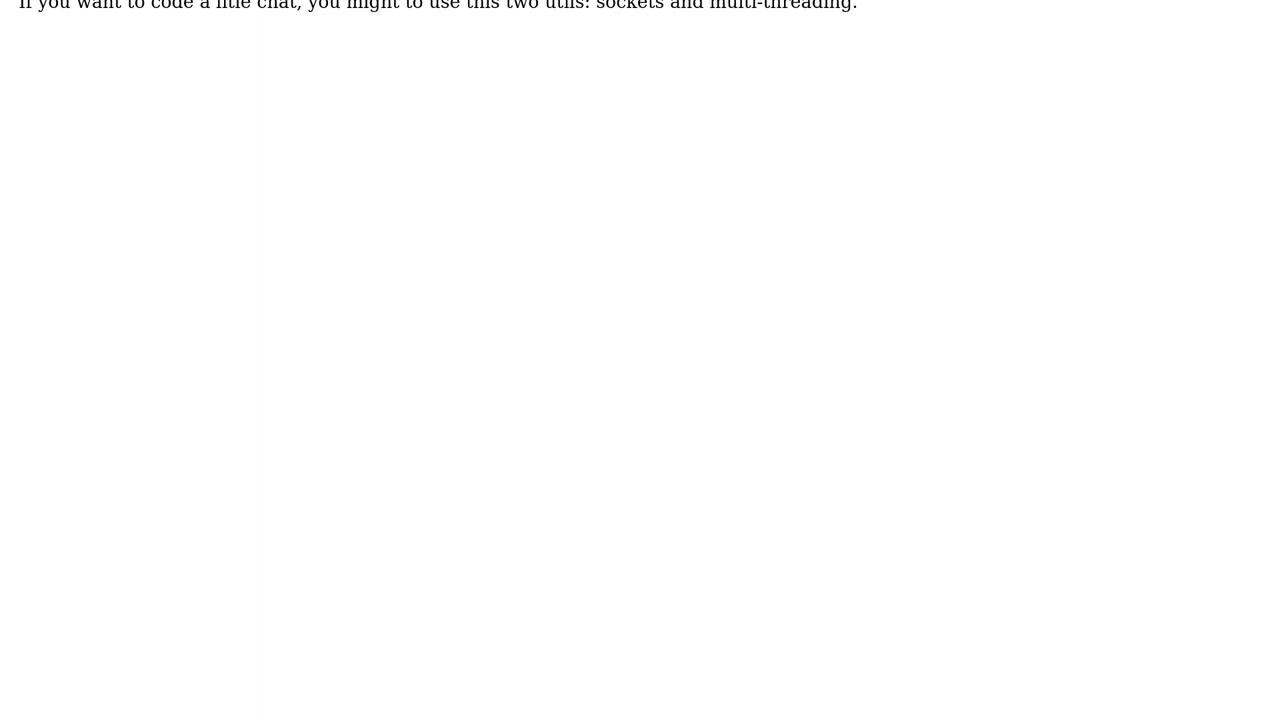 If you want to code a litle chat, you might to use this two utils: sockets and multi-threading.